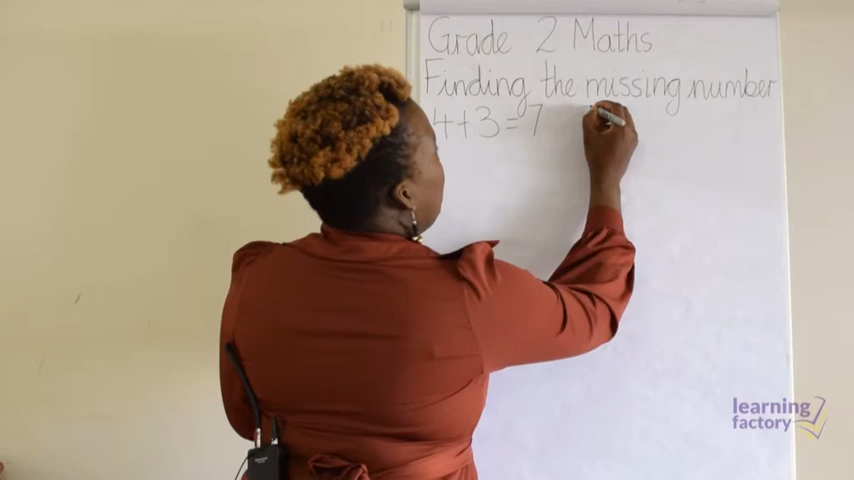 Grade 2 Maths
Finding the missing number
4+3=7
learning
factory